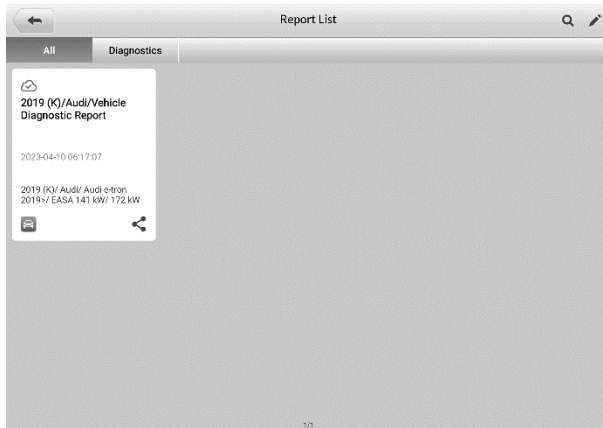 Report List
All
Diagnostics
2019 (K)/Audi/Vehicle
Diagnostic Report
2023-04-10 06:17:07
2019 (K)/ Audi/ Audi e-tron
2019>/ EASA 141 kW/ 172 kW
1/1